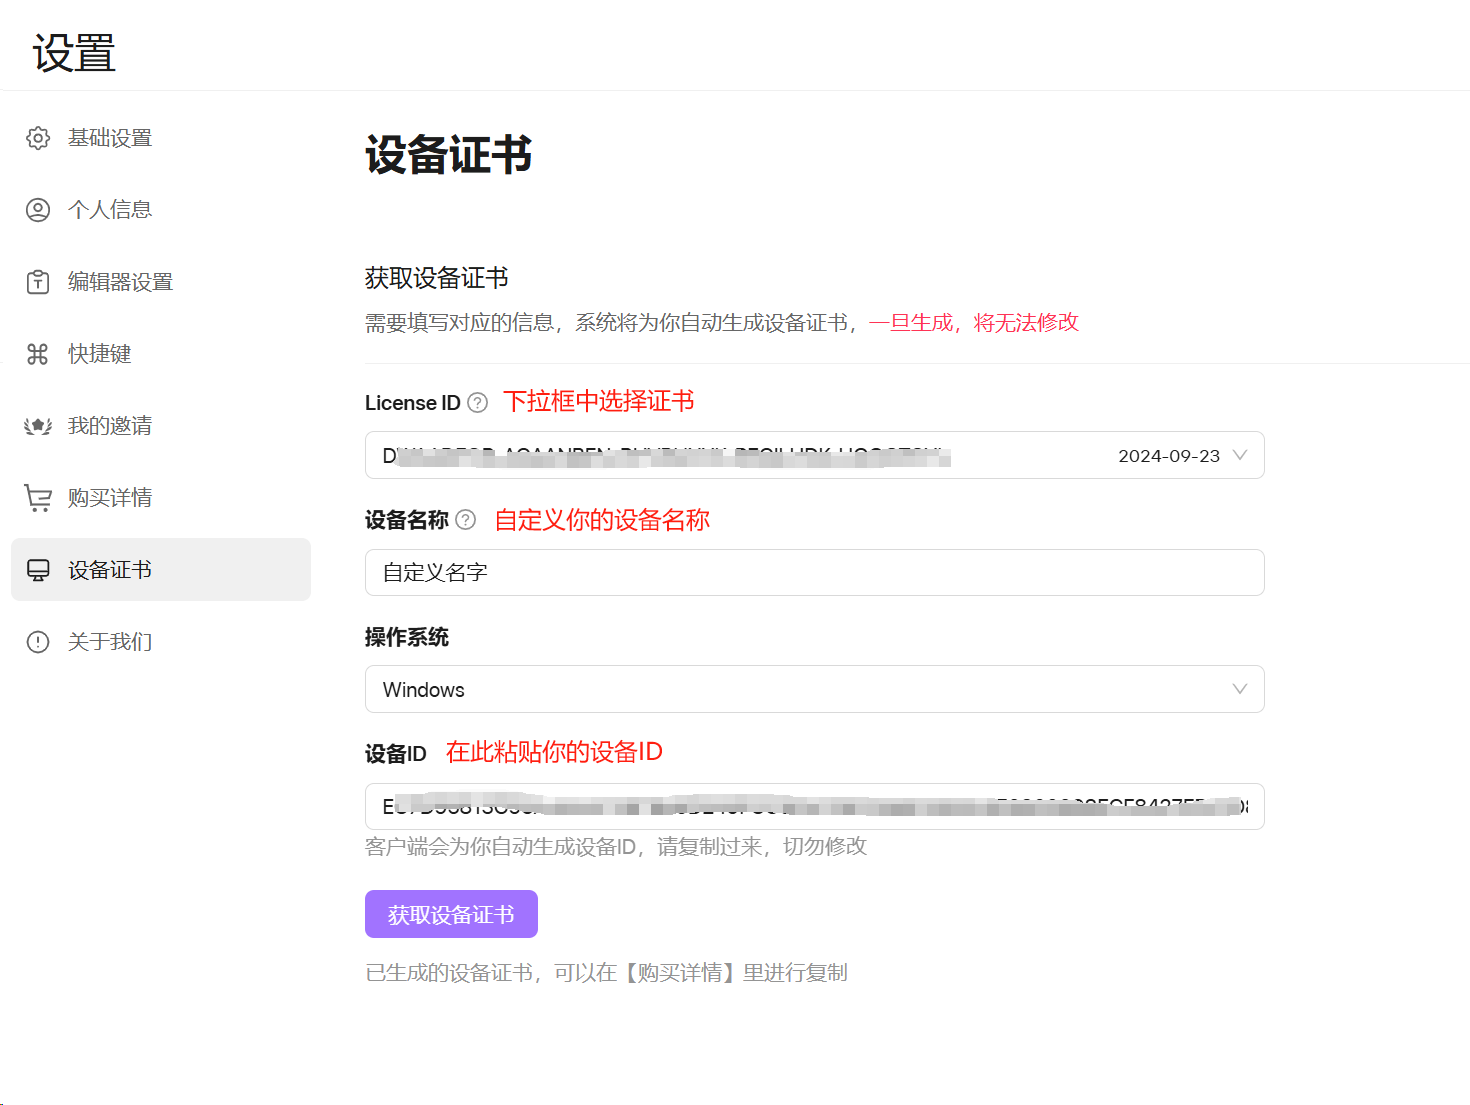 设置
基础设置
个人信息
编辑器设置
快捷键
我的邀请
购买详情
设备证书
关于我们
设备证书
获取设备证书
需要填写对应的信息，系统将为你自动生成设备证书，一旦生成，将无法修改
License ID ? 下拉框中选择证书
2024-09-23
设备名称 ? 自定义你的设备名称
自定义名字
操作系统
Windows
设备ID 在此粘贴你的设备ID
客户端会为你自动生成设备ID，请复制过来，切勿修改
获取设备证书
已生成的设备证书，可以在【购买详情】里进行复制